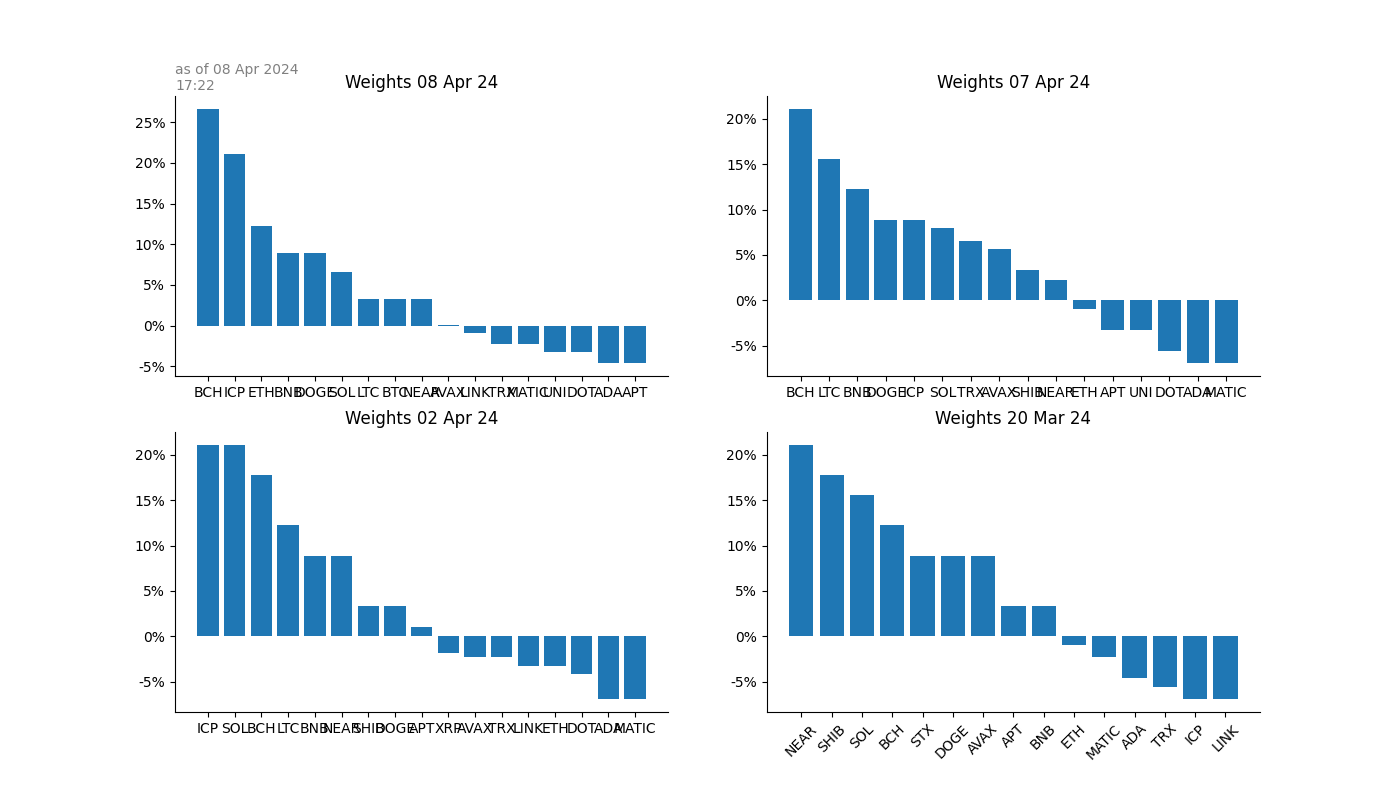 as of 08 Apr 2024
17:22
Weights 08 Apr 24
25%
20%
15%
10%
5%
0%
-5%
BCH ICP ETH BNB DOGE SOL LTC BTC NEAR AVAX LINK TRX MATIC UNI DOT ADA APT
Weights 07 Apr 24
20%
15%
10%
5%
0%
-5%
BCH LTC BNB DOGE ICP SOL TRX AVAX SHIB NEAR ETH APT UNI DOT ADA MATIC
Weights 02 Apr 24
20%
15%
10%
5%
0%
-5%
ICP SOL BCH LTC BNB NEAR SHIB DOGE APT XRP AVAX TRX LINK ETH DOT ADA MATIC
Weights 20 Mar 24
20%
15%
10%
5%
0%
-5%
NEAR SHIB SOL BCH STX DOGE AVAX APT BNB ETH MATIC ADA TRX ICP LINK